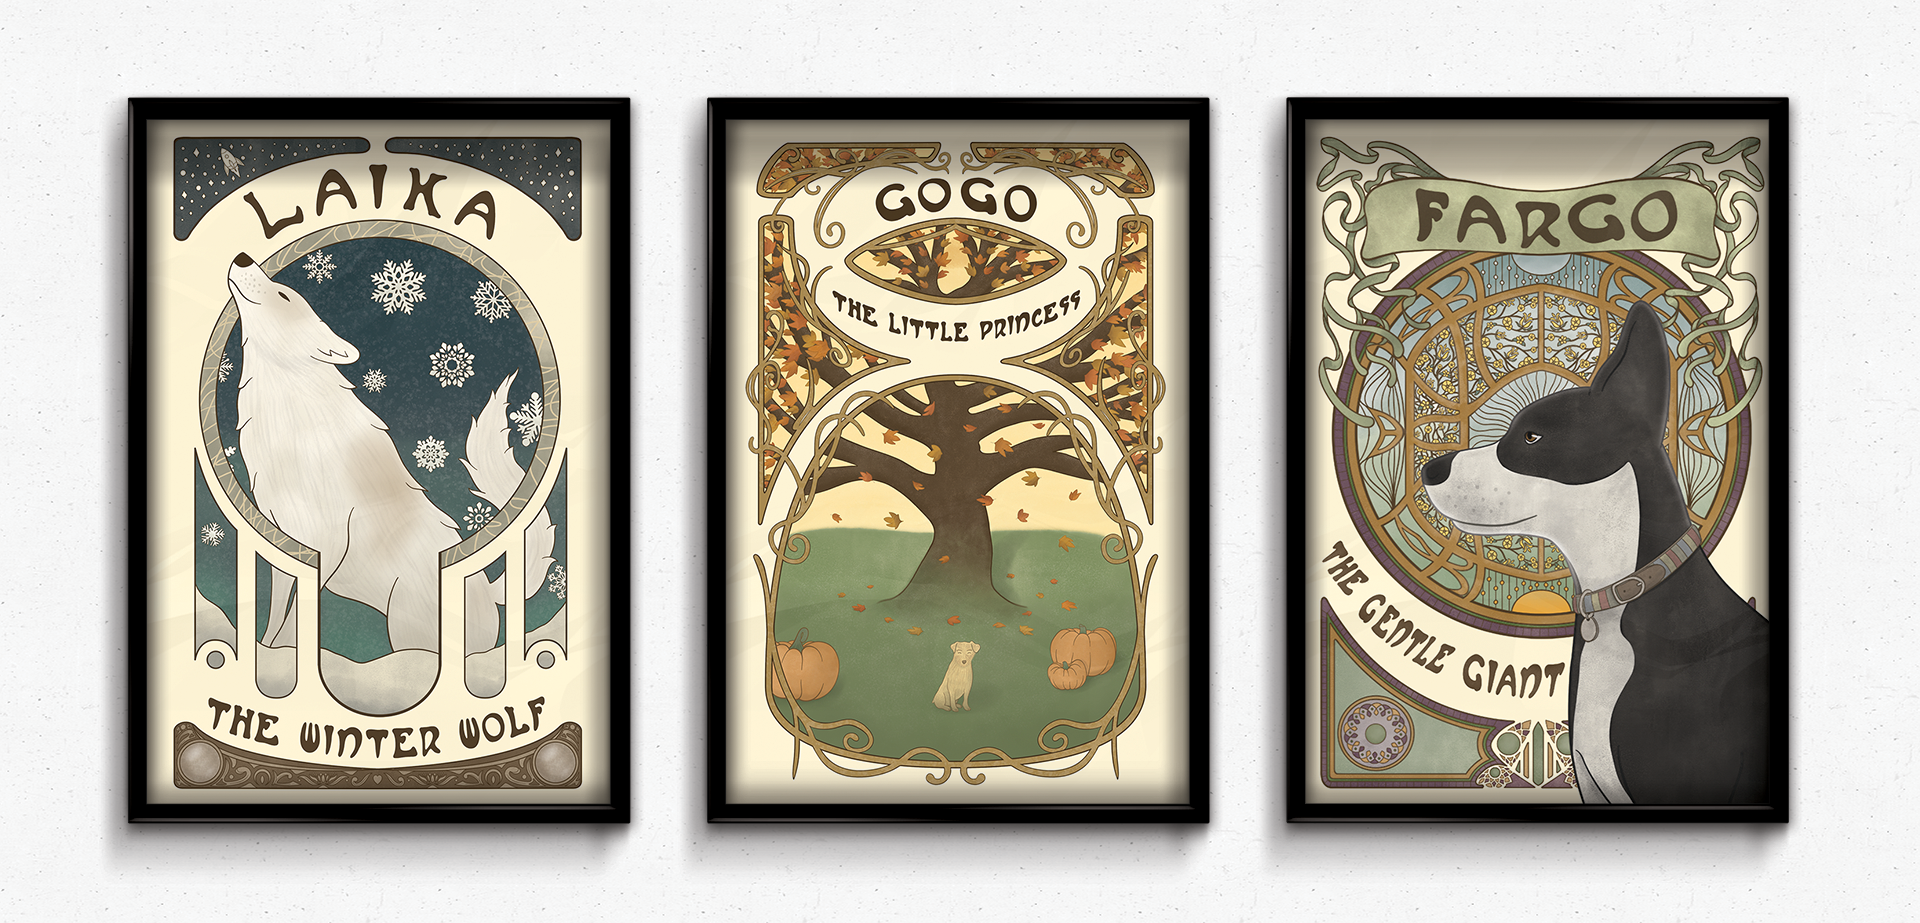 LAIKA
THE WINTER WOLF
GOGO
THE LITTLE PRINCESS
FARGO
THE GENTLE GIANT